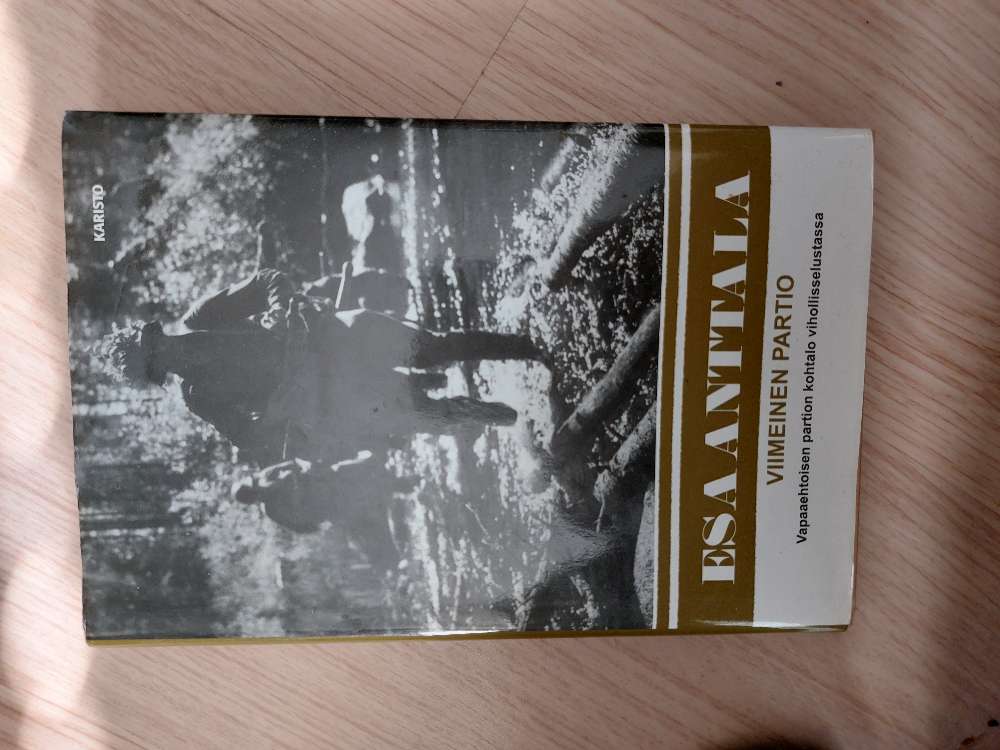 KARISTO
ESA ANTTALA
VIIMEINEN PARTIO
Vapaaehtoisen partion kohtalo vihollisselustassa